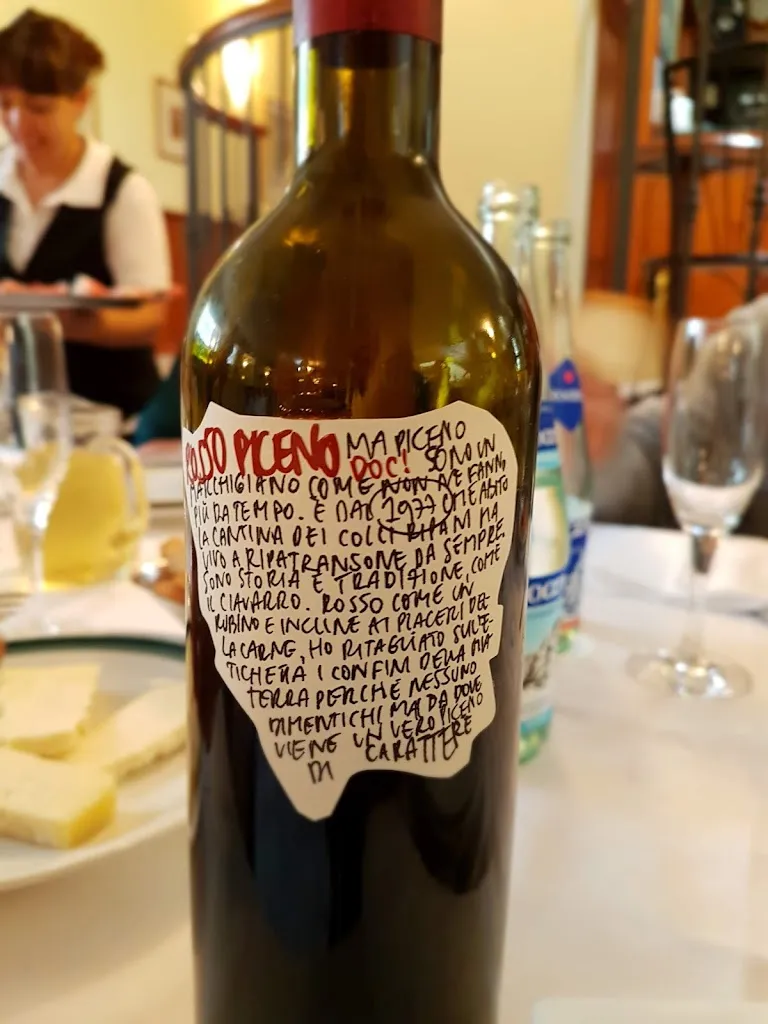 ROSSO PICENO MA PICENO
DOC! SONO UN
MARCHIGIANO COME NON NE FANNO
PIÙ DA TEMPO. È DAL 1977 CHE ABITO
LA CANTINA DEI COLLI RIPANI MA
VIVO A RIPATRANSONE DA SEMPRE.
SONO STORIA E TRADIZIONE, COME
IL CIAVARRO. ROSSO COME UN
RUBINO E INCLINE AI PIACERI DEL-
LA CARNE, HO RITAGLIATO SULL'E-
TICHETTA I CONFINI DELLA MIA
TERRA PERCHÉ NESSUNO
DIMENTICHI MAI DA DOVE
VIENE UN VERO PICENO
DI CARATTERE